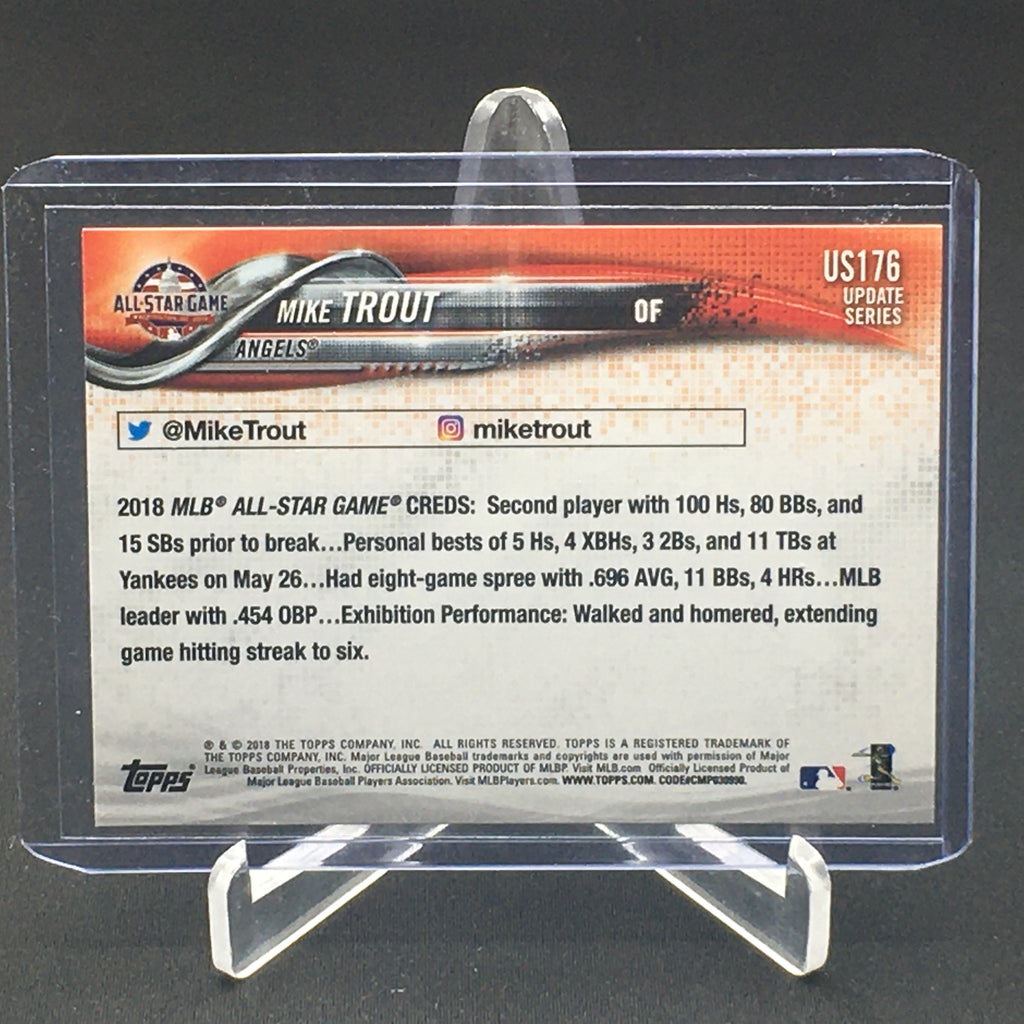 ALL-STAR GAME
MIKE TROUT
OF
ANGELS®
US176
UPDATE
SERIES
@MikeTrout
miketrout
2018 MLB® ALL-STAR GAME® CREDS: Second player with 100 Hs, 80 BBs, and
15 SBs prior to break...Personal bests of 5 Hs, 4 XBHs, 3 2Bs, and 11 TBs at
Yankees on May 26...Had eight-game spree with .696 AVG, 11 BBs, 4 HRs...MLB
leader with .454 OBP...Exhibition Performance: Walked and homered, extending
game hitting streak to six.
® & © 2018 THE TOPPS COMPANY, INC. ALL RIGHTS RESERVED. TOPPS IS A REGISTERED TRADEMARK OF
THE TOPPS COMPANY, INC. Major League Baseball trademarks and copyrights are used with permission of Major
League Baseball Properties, Inc. OFFICIALLY LICENSED PRODUCT OF MLBP. Visit MLB.com Officially Licensed Product of
Major League Baseball Players Association. Visit MLBPlayers.com. WWW.TOPPS.COM.
topps®